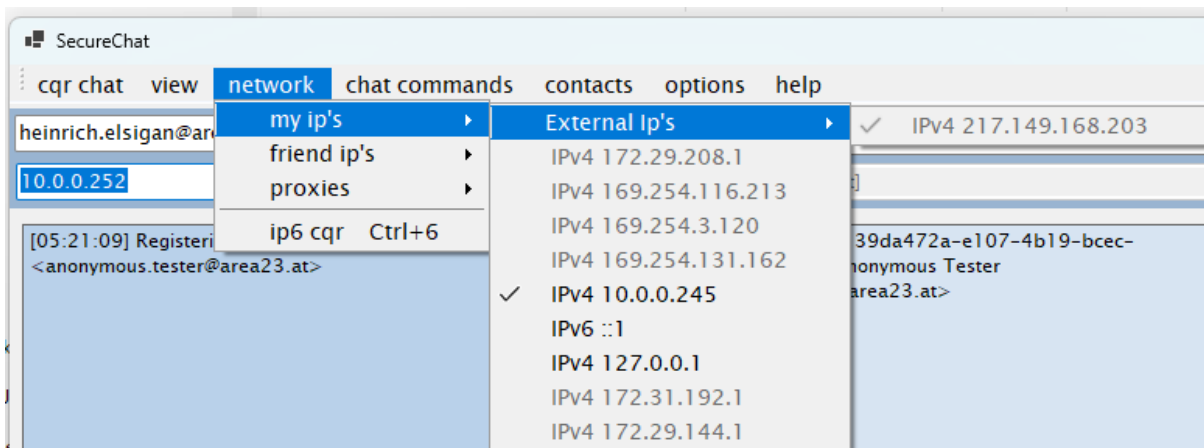 SecureChat
cqr chat view network chat commands contacts options help
heinrich.elsigan@ar
my ip's
External Ip's
IPv4 217.149.168.203
friend ip's
IPv4 172.29.208.1
10.0.0.252
proxies
IPv4 169.254.116.213
IPv4 169.254.3.120
ip6 cqr Ctrl+6
[05:21:09] Registeri
39da472a-e107-4b19-bcec-
<anonymous.tester@area23.at>
IPv4 169.254.131.162
nonymous Tester
IPv4 10.0.0.245
area23.at>
IPv6 ::1
IPv4 127.0.0.1
IPv4 172.31.192.1
IPv4 172.29.144.1